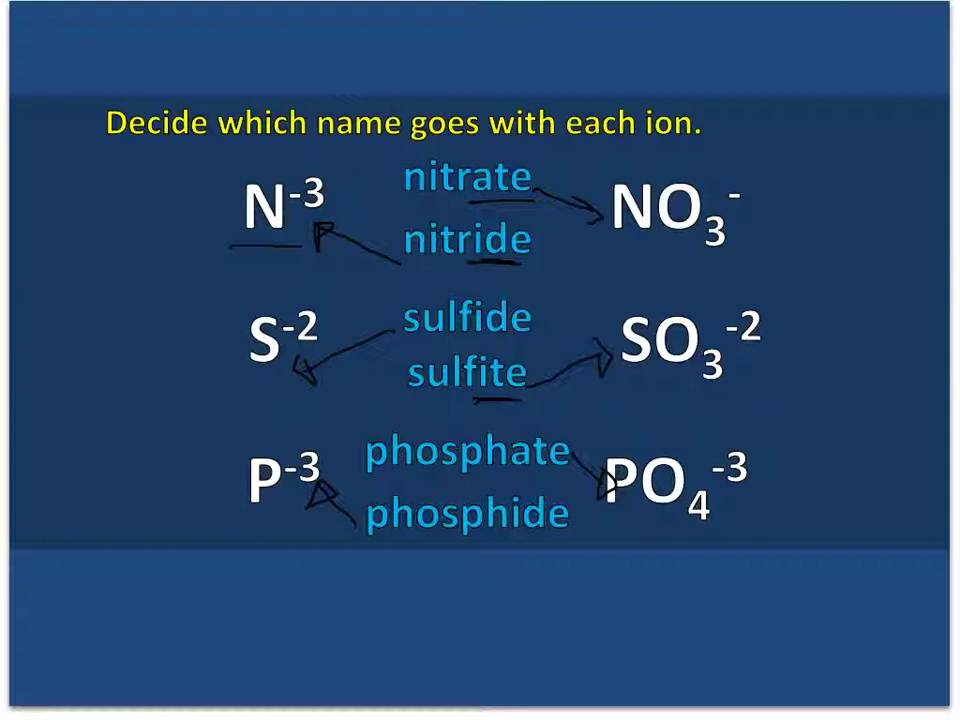 Decide which name goes with each ion.
N⁻³ nitrate NO₃⁻
nitride
S⁻² sulfide SO₃⁻²
sulfite
P⁻³ phosphate PO₄⁻³
phosphide